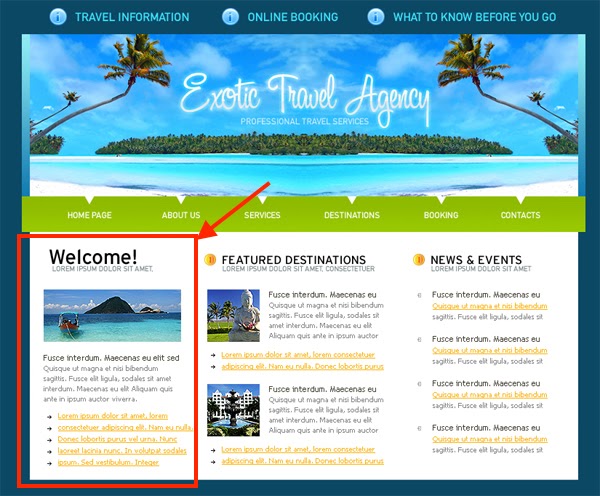 TRAVEL INFORMATION
ONLINE BOOKING
WHAT TO KNOW BEFORE YOU GO
Exotic Travel Agency
PROFESSIONAL TRAVEL SERVICES
HOME PAGE
ABOUT US
SERVICES
DESTINATIONS
BOOKING
CONTACTS
Welcome!
LOREM IPSUM DOLOR SIT AMET,
Fusce interdum. Maecenas eu elit sed
Quisque ut magna et nisi bibendum
sagittis. Fusce elit ligula, sodales sit amet
interdum. Maecenas eu elit Aliquam quis
ante in ipsum auctor viverra.
Lorem ipsum dolor sit amet, lorem
consectetuer adipiscing elit. Nam eu nulla.
Donec lobortis purus vel urna. Nunc
laoreet lacinia nunc. In volutpat sodales
ipsum. Sed vestibulum. Integer
FEATURED DESTINATIONS
LOREM IPSUM DOLOR SIT AMET, CONSECTETUER
Fusce interdum. Maecenas eu
Quisque ut magna et nisi bibendum
sagittis. Fusce elit ligula, sodales sit
amet interdum. Maecenas eu elit
Aliquam quis ante in ipsum auctor
Lorem ipsum dolor sit amet, lorem consectetuer
adipiscing elit. Nam eu nulla. Donec lobortis purus
Fusce interdum. Maecenas eu
Quisque ut magna et nisi bibendum
sagittis. Fusce elit ligula, sodales sit
amet interdum. Maecenas eu elit
Aliquam quis ante in ipsum auctor
Lorem ipsum dolor sit amet, lorem consectetuer
adipiscing elit. Nam eu nulla. Donec lobortis purus
NEWS & EVENTS
LOREM IPSUM DOLOR SIT AMET,
Fusce interdum. Maecenas eu
Quisque ut magna et nisi bibendum
sagittis. Fusce elit ligula, sodales sit
Fusce interdum. Maecenas eu
Quisque ut magna et nisi bibendum
sagittis. Fusce elit ligula, sodales sit
Fusce interdum. Maecenas eu
Quisque ut magna et nisi bibendum
sagittis. Fusce elit ligula, sodales sit
Fusce interdum. Maecenas eu
Quisque ut magna et nisi bibendum
sagittis. Fusce elit ligula, sodales sit